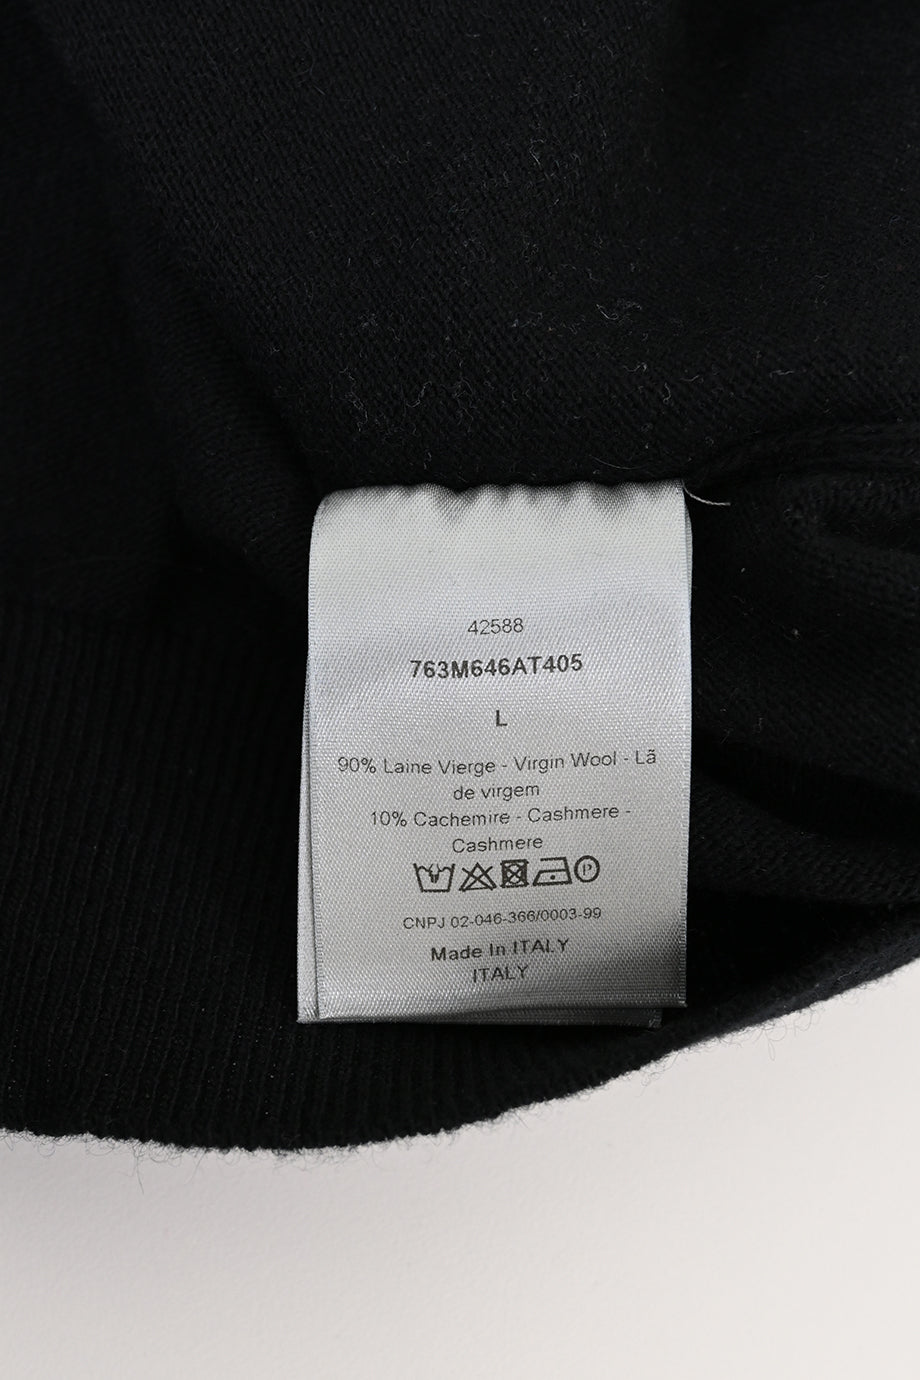 42588
763M646AT405
L
90% Laine Vierge - Virgin Wool - Lã
de virgem
10% Cachemire - Cashmere -
Cashmere
P
CNPJ 02-046-366/0003-99
Made In ITALY
ITALY